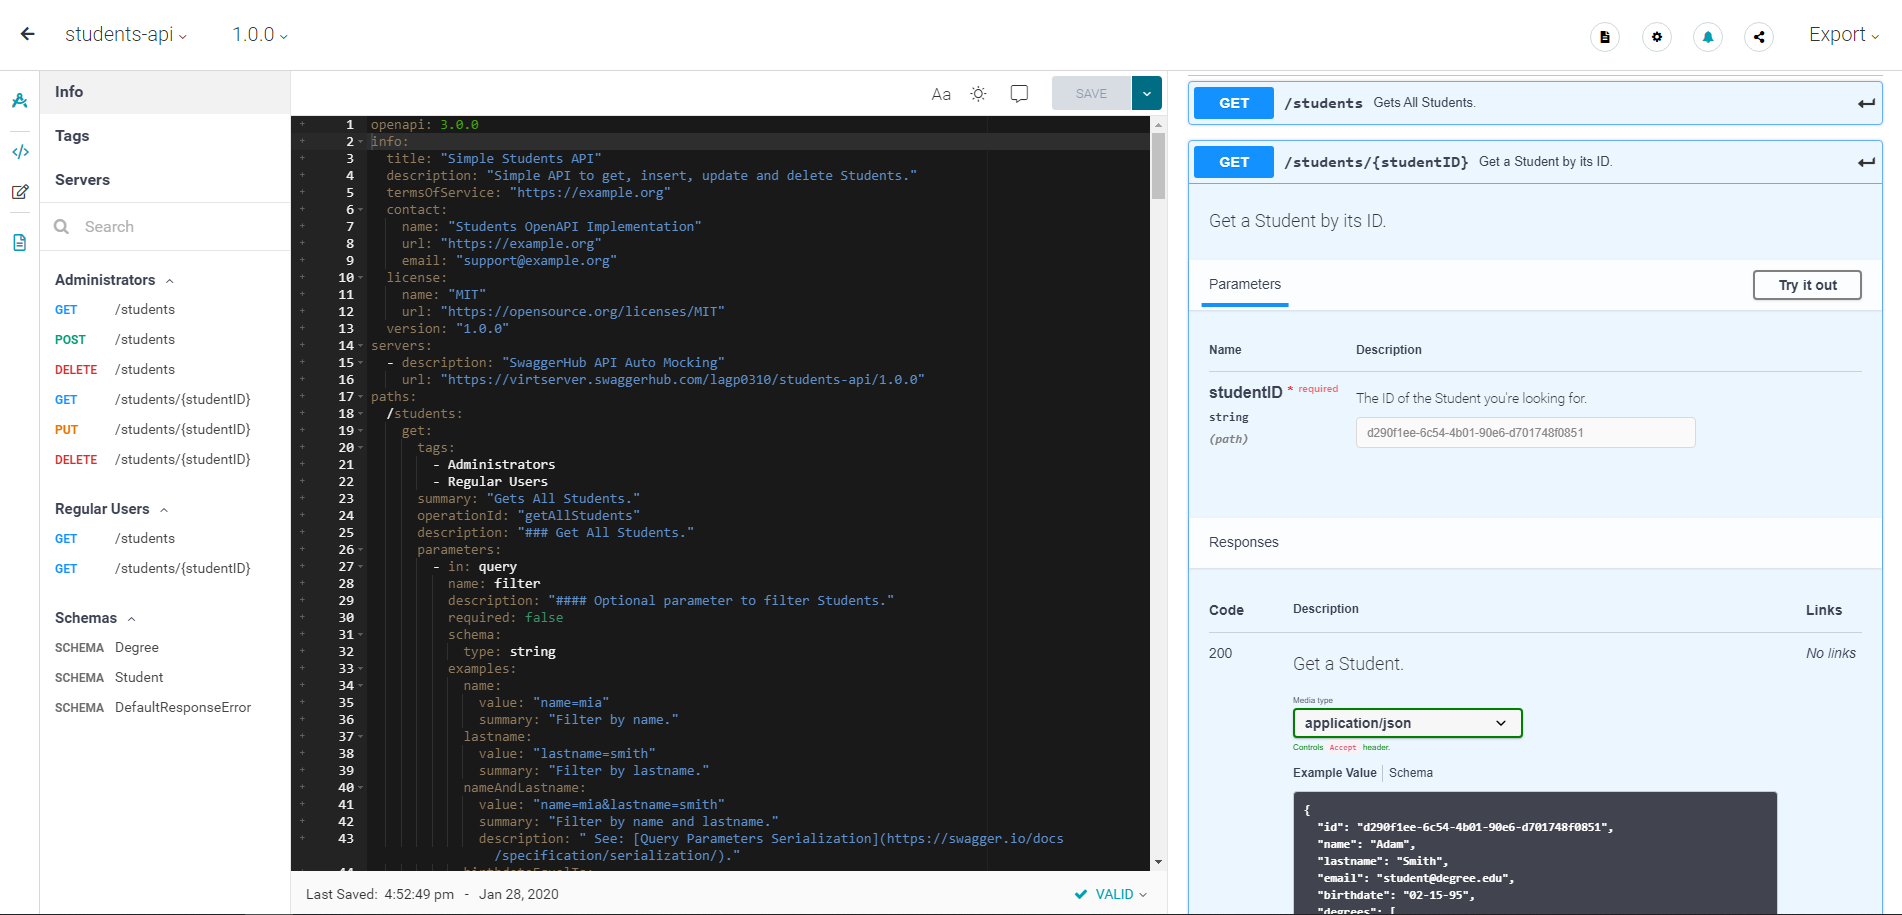 students-api
1.0.0
Export
Info
Tags
Servers
Search
Administrators
GET /students
POST /students
DELETE /students
GET /students/{studentID}
PUT /students/{studentID}
DELETE /students/{studentID}
Regular Users
GET /students
GET /students/{studentID}
Schemas
SCHEMA Degree
SCHEMA Student
SCHEMA DefaultResponseError
Aa
SAVE
1 openapi: 3.0.0
2 info:
3 title: "Simple Students API"
4 description: "Simple API to get, insert, update and delete Students."
5 termsOfService: "https://example.org"
6 contact:
7 name: "Students OpenAPI Implementation"
8 url: "https://example.org"
9 email: "support@example.org"
10 license:
11 name: "MIT"
12 url: "https://opensource.org/licenses/MIT"
13 version: "1.0.0"
14 servers:
15 - description: "SwaggerHub API Auto Mocking"
16 url: "https://virtserver.swaggerhub.com/lagp0310/students-api/1.0.0"
17 paths:
18 /students:
19 get:
20 tags:
21 - Administrators
22 - Regular Users
23 summary: "Gets All Students."
24 operationId: "getAllStudents"
25 description: "### Get All Students."
26 parameters:
27 - in: query
28 name: filter
29 description: "#### Optional parameter to filter Students."
30 required: false
31 schema:
32 type: string
33 examples:
34 name:
35 value: "name=mia"
36 summary: "Filter by name."
37 lastname:
38 value: "lastname=smith"
39 summary: "Filter by lastname."
40 nameAndLastname:
41 value: "name=mia&lastname=smith"
42 summary: "Filter by name and lastname."
43 description: " See: [Query Parameters Serialization](https://swagger.io/docs
/specification/serialization/)."
44 birthdateEqualTo:
Last Saved: 4:52:49 pm - Jan 28, 2020
VALID
GET /students Gets All Students.
GET /students/{studentID} Get a Student by its ID.
Get a Student by its ID.
Parameters
Try it out
Name Description
studentID * required
string
(path)
The ID of the Student you're looking for.
d290f1ee-6c54-4b01-90e6-d701748f0851
Responses
Code Description Links
200 Get a Student. No links
Media type
application/json
Controls Accept header.
Example Value Schema
{
"id": "d290f1ee-6c54-4b01-90e6-d701748f0851",
"name": "Adam",
"lastname": "Smith",
"email": "student@degree.edu",
"birthdate": "02-15-95",
"degrees": [